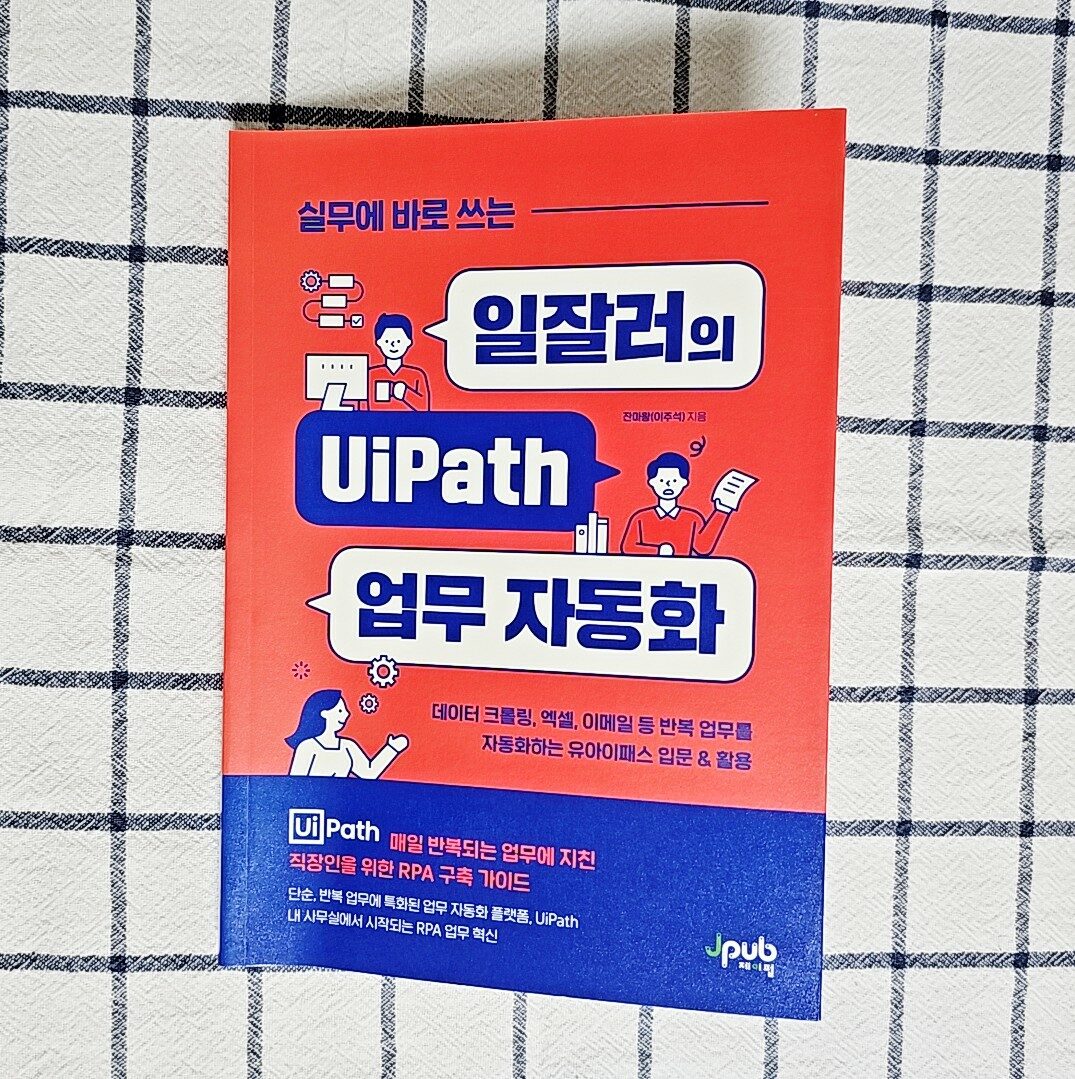 실무에 바로 쓰는
일잘러의
잔마왕(이주석) 지음
UiPath
업무 자동화
데이터 크롤링, 엑셀, 이메일 등 반복 업무를
자동화하는 유아이패스 입문 & 활용
UiPath 매일 반복되는 업무에 지친
직장인을 위한 RPA 구축 가이드
단순, 반복 업무에 특화된 업무 자동화 플랫폼, UiPath
내 사무실에서 시작되는 RPA 업무 혁신
Jpub
제이펍